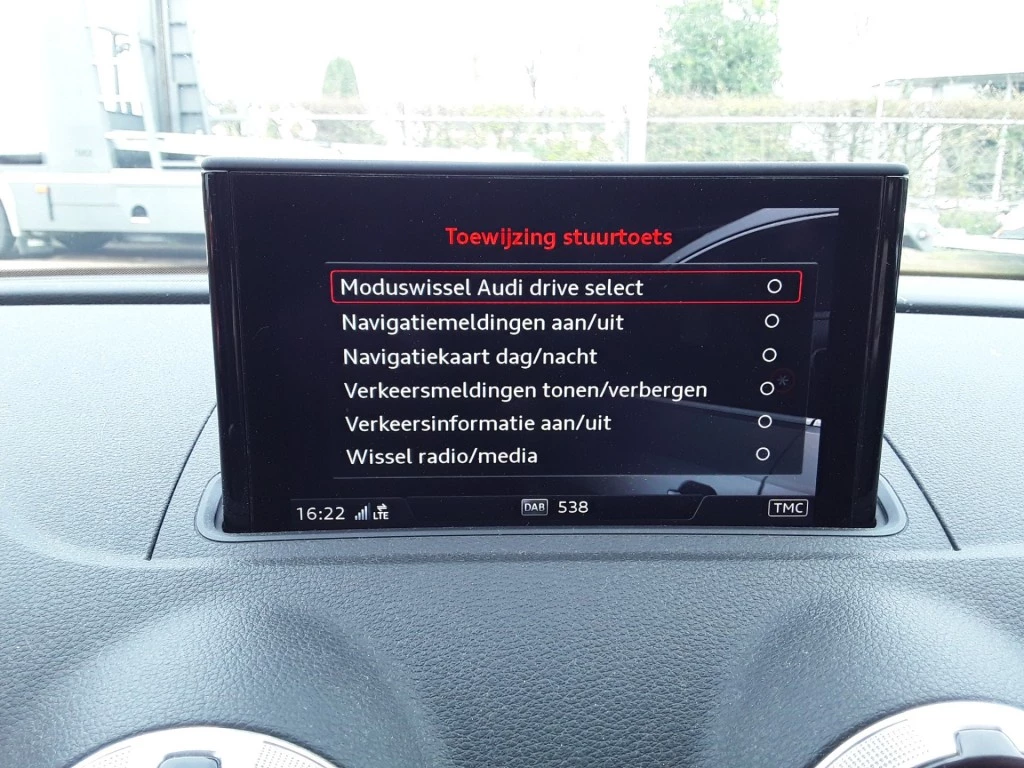 Toewijzing stuurtoets
Moduswissel Audi drive select
Navigatiemeldingen aan/uit
Navigatiekaart dag/nacht
Verkeersmeldingen tonen/verbergen
Verkeersinformatie aan/uit
Wissel radio/media
16:22 LTE DAB 538 TMC